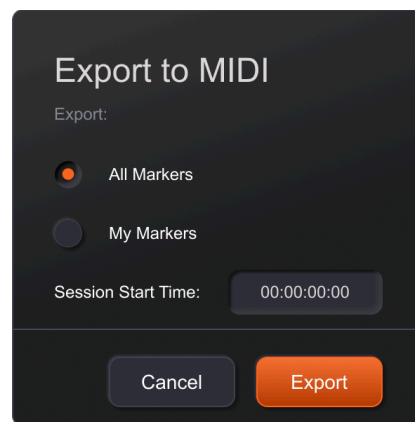 Export to MIDI
Export:
All Markers
My Markers
Session Start Time: 00:00:00:00
Cancel Export